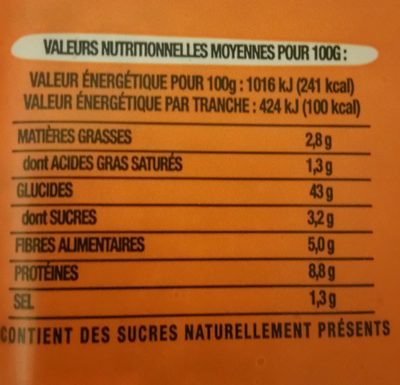 VALEURS NUTRITIONNELLES MOYENNES POUR 100G :
VALEUR ÉNERGÉTIQUE POUR 100g : 1016 kJ (241 kcal)
VALEUR ÉNERGÉTIQUE PAR TRANCHE : 424 kJ (100 kcal)
MATIÈRES GRASSES 2,8 g
dont ACIDES GRAS SATURÉS 1,3 g
GLUCIDES 43 g
dont SUCRES 3,2 g
FIBRES ALIMENTAIRES 5,0 g
PROTÉINES 8,8 g
SEL 1,3 g
CONTIENT DES SUCRES NATURELLEMENT PRÉSENTS